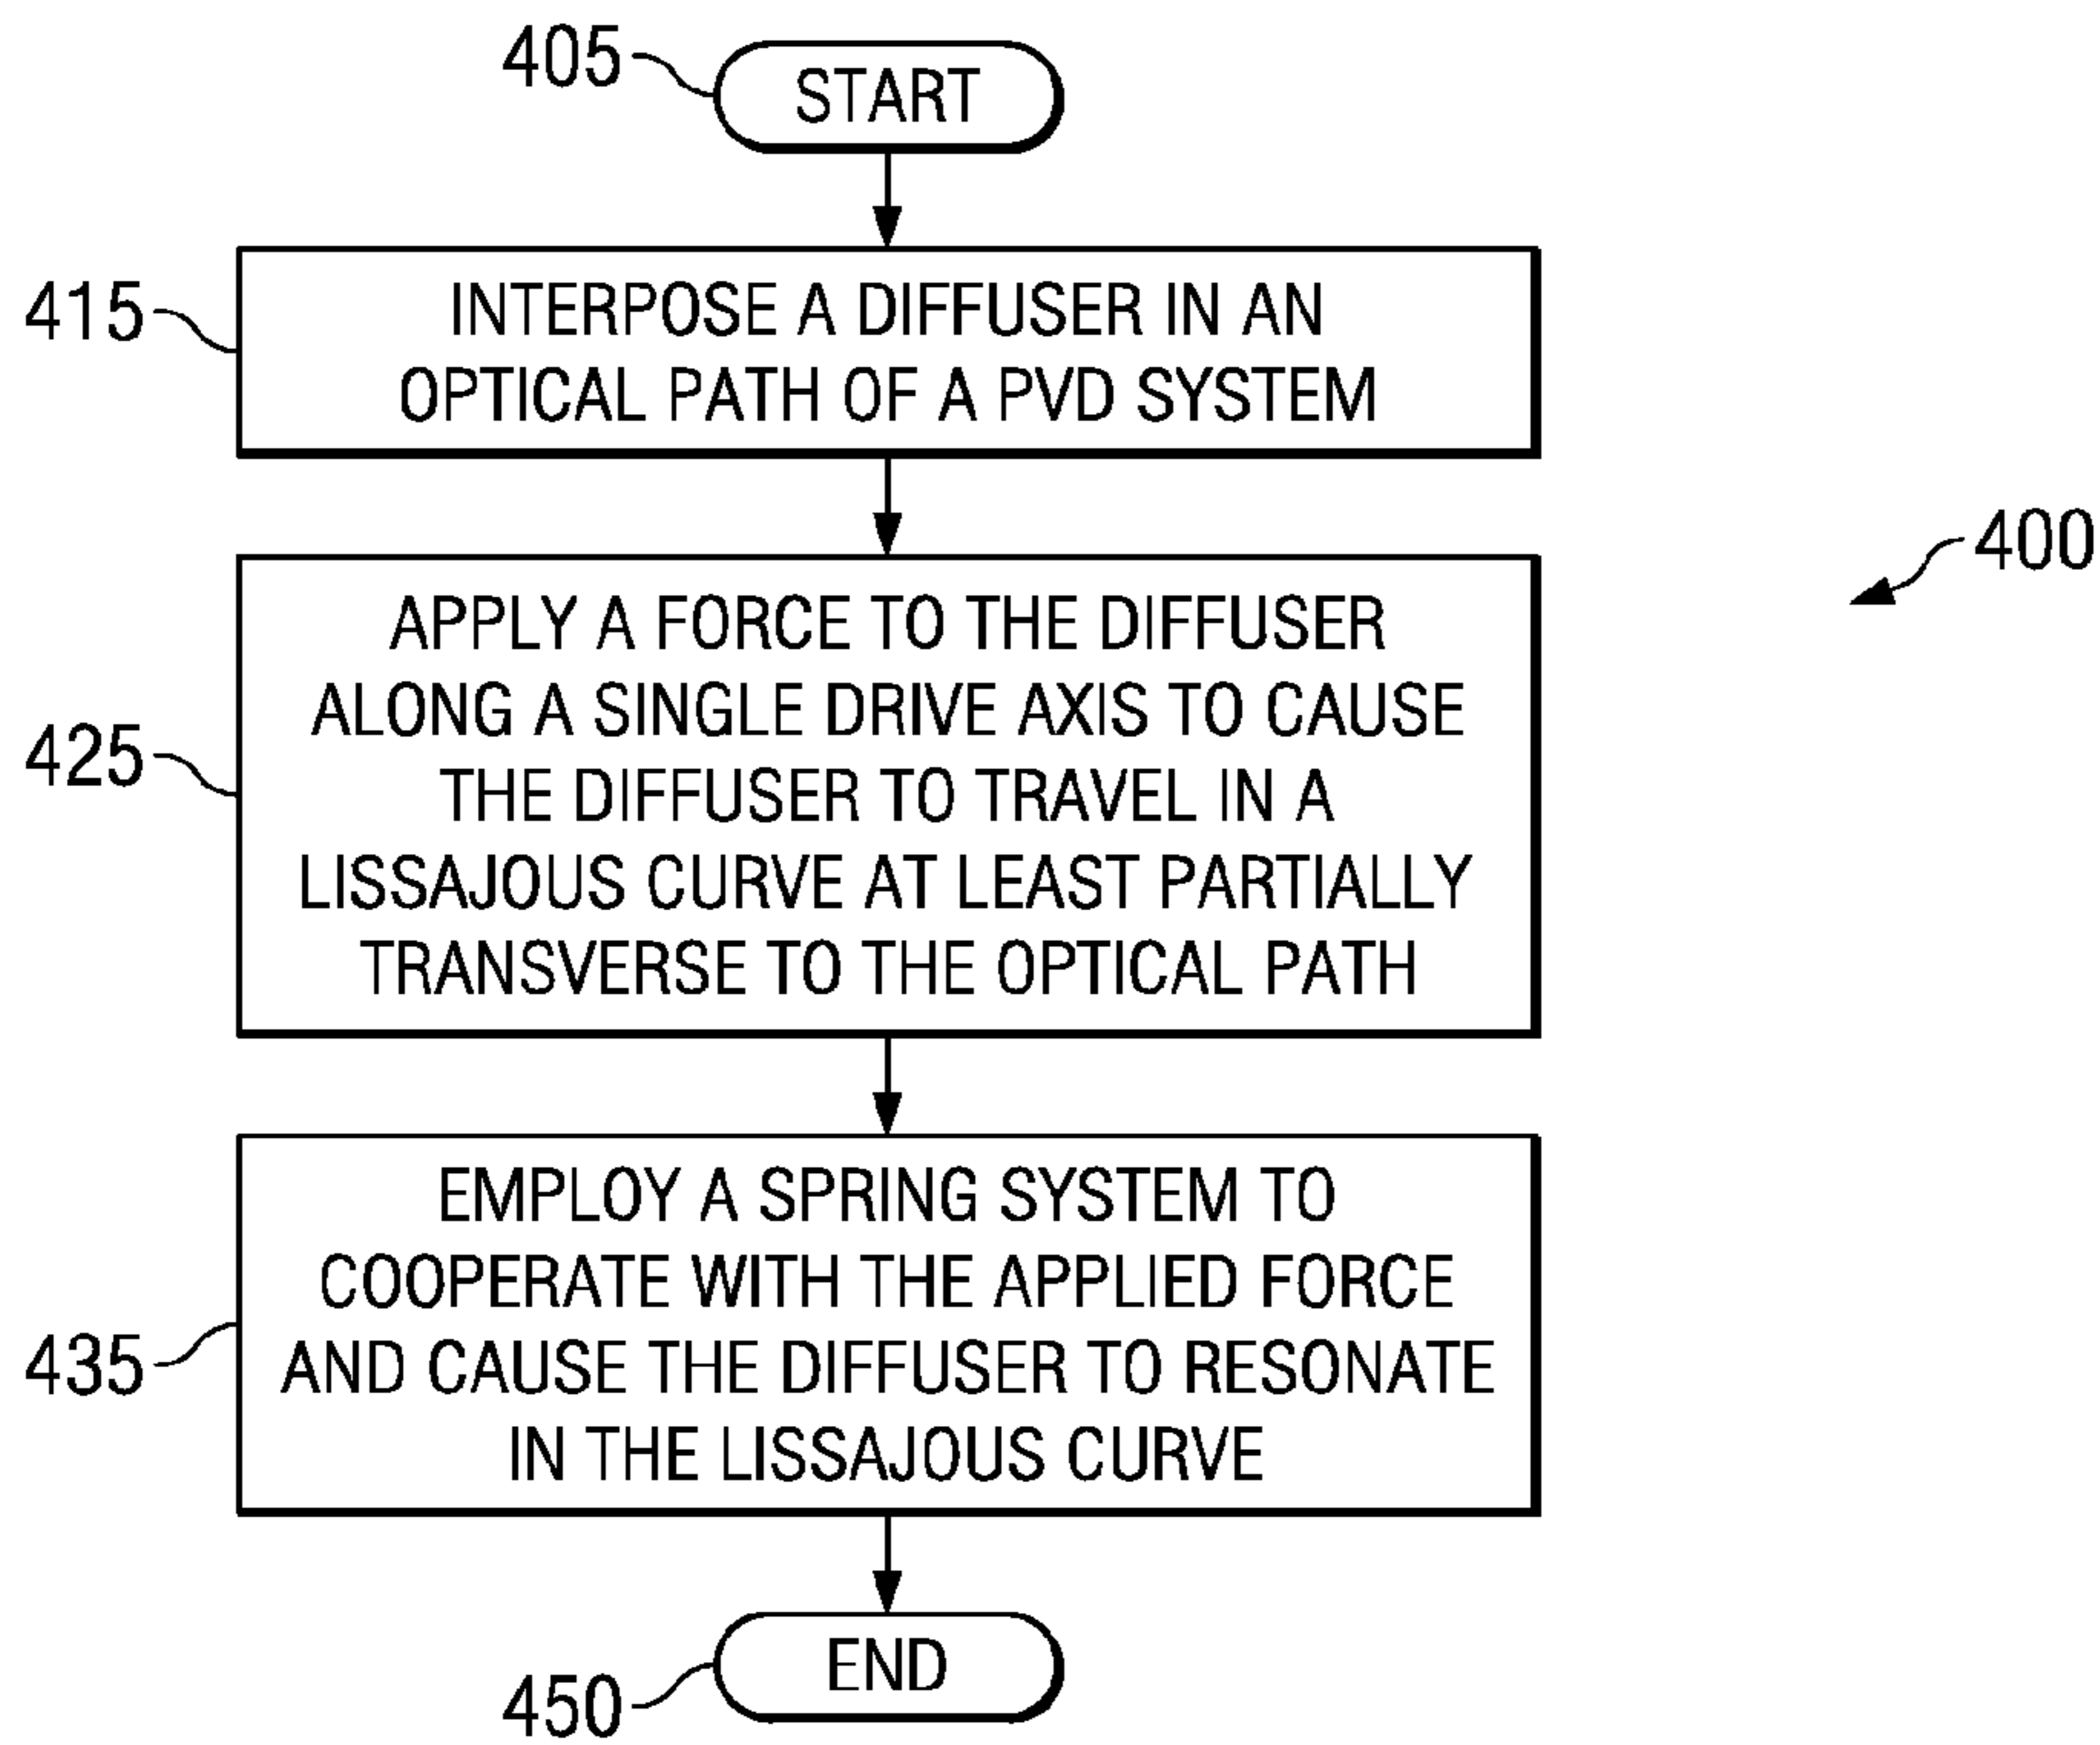 405
START
415
INTERPOSE A DIFFUSER IN AN
OPTICAL PATH OF A PVD SYSTEM
400
425
APPLY A FORCE TO THE DIFFUSER
ALONG A SINGLE DRIVE AXIS TO CAUSE
THE DIFFUSER TO TRAVEL IN A
LISSAJOUS CURVE AT LEAST PARTIALLY
TRANSVERSE TO THE OPTICAL PATH
435
EMPLOY A SPRING SYSTEM TO
COOPERATE WITH THE APPLIED FORCE
AND CAUSE THE DIFFUSER TO RESONATE
IN THE LISSAJOUS CURVE
450
END